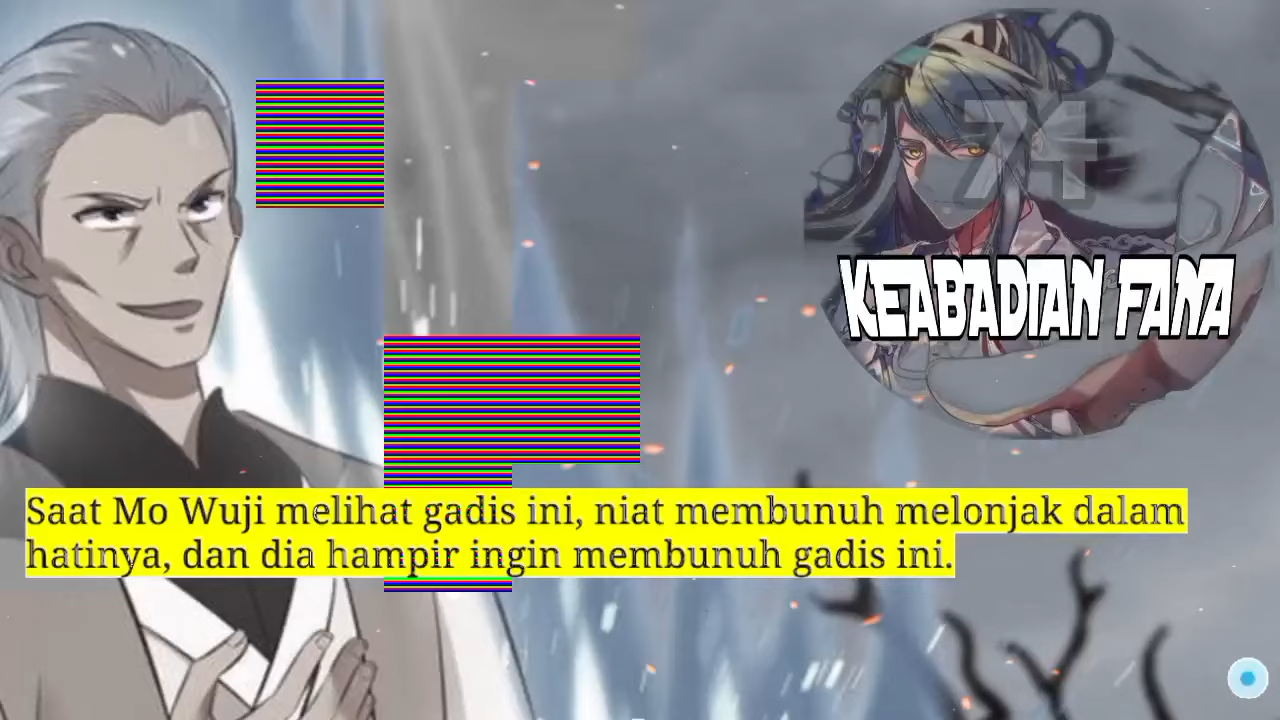 74
KEABADIAN FANA
Saat Mo Wuji melihat gadis ini, niat membunuh melonjak dalam
hatinya, dan dia hampir ingin membunuh gadis ini.